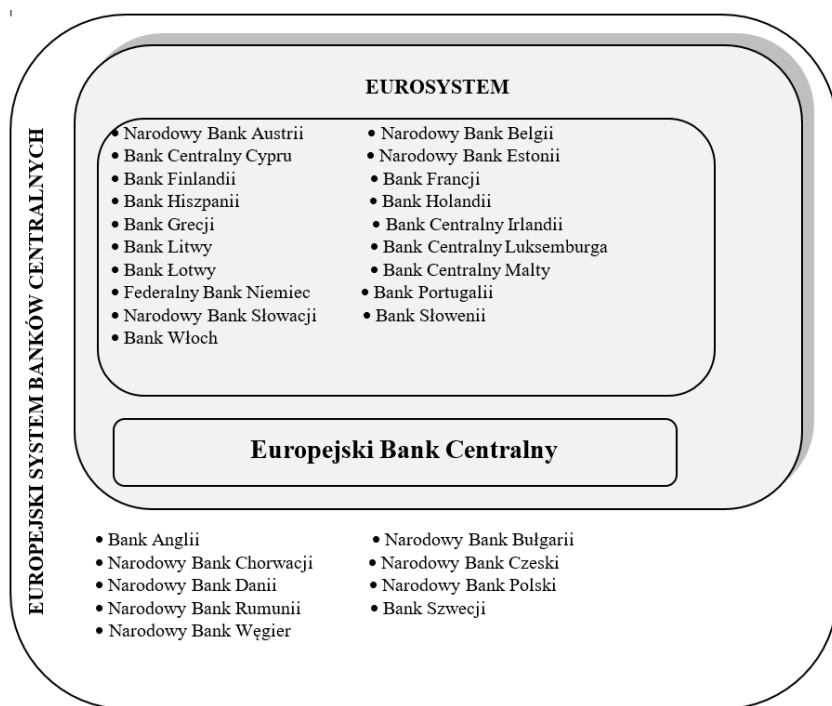 EUROPEJSKI SYSTEM BANKÓW CENTRALNYCH
EUROSYSTEM
• Narodowy Bank Austrii • Narodowy Bank Belgii
• Bank Centralny Cypru • Narodowy Bank Estonii
• Bank Finlandii • Bank Francji
• Bank Hiszpanii • Bank Holandii
• Bank Grecji • Bank Centralny Irlandii
• Bank Litwy • Bank Centralny Luksemburga
• Bank Łotwy • Bank Centralny Malty
• Federalny Bank Niemiec • Bank Portugalii
• Narodowy Bank Słowacji • Bank Słowenii
• Bank Włoch
Europejski Bank Centralny
• Bank Anglii • Narodowy Bank Bułgarii
• Narodowy Bank Chorwacji • Narodowy Bank Czeski
• Narodowy Bank Danii • Narodowy Bank Polski
• Narodowy Bank Rumunii • Bank Szwecji
• Narodowy Bank Węgier